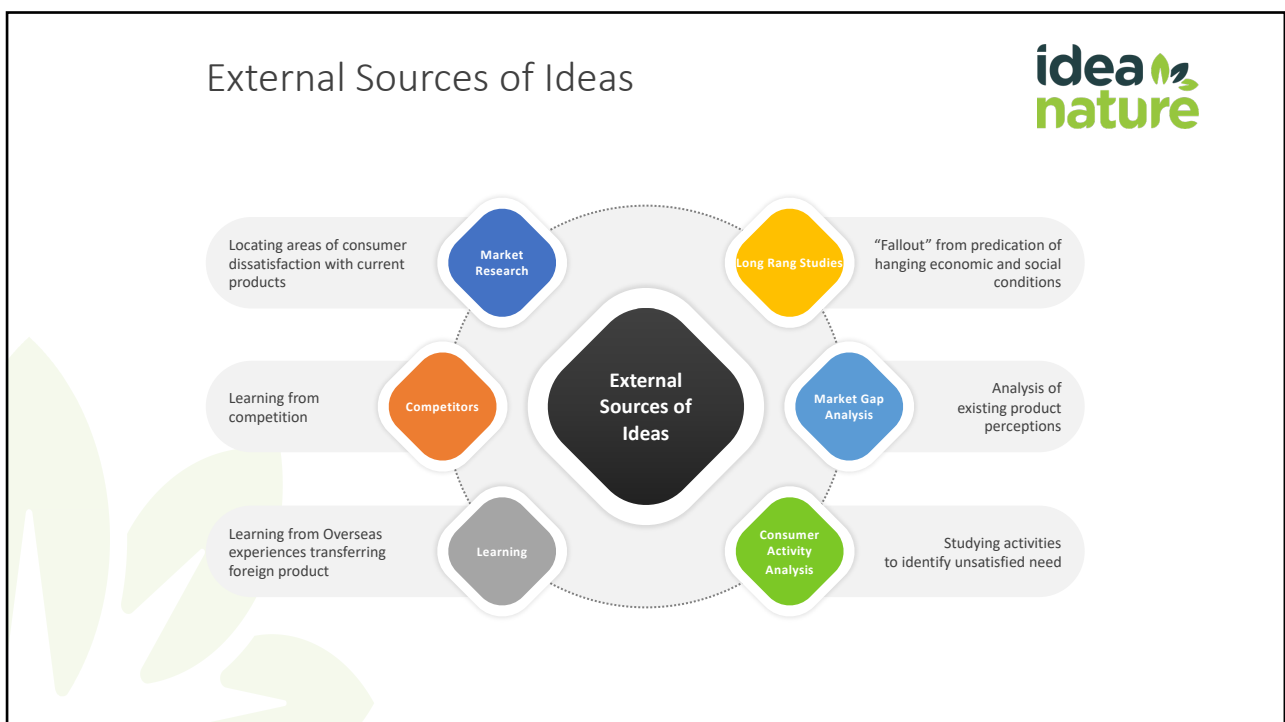 External Sources of Ideas
idea
nature
Locating areas of consumer
dissatisfaction with current
products
Market
Research
Long Rang Studies
“Fallout” from predication of
hanging economic and social
conditions
Learning from
competition
Competitors
External
Sources of
Ideas
Market Gap
Analysis
Analysis of
existing product
perceptions
Learning from Overseas
experiences transferring
foreign product
Learning
Consumer
Activity
Analysis
Studying activities
to identify unsatisfied need